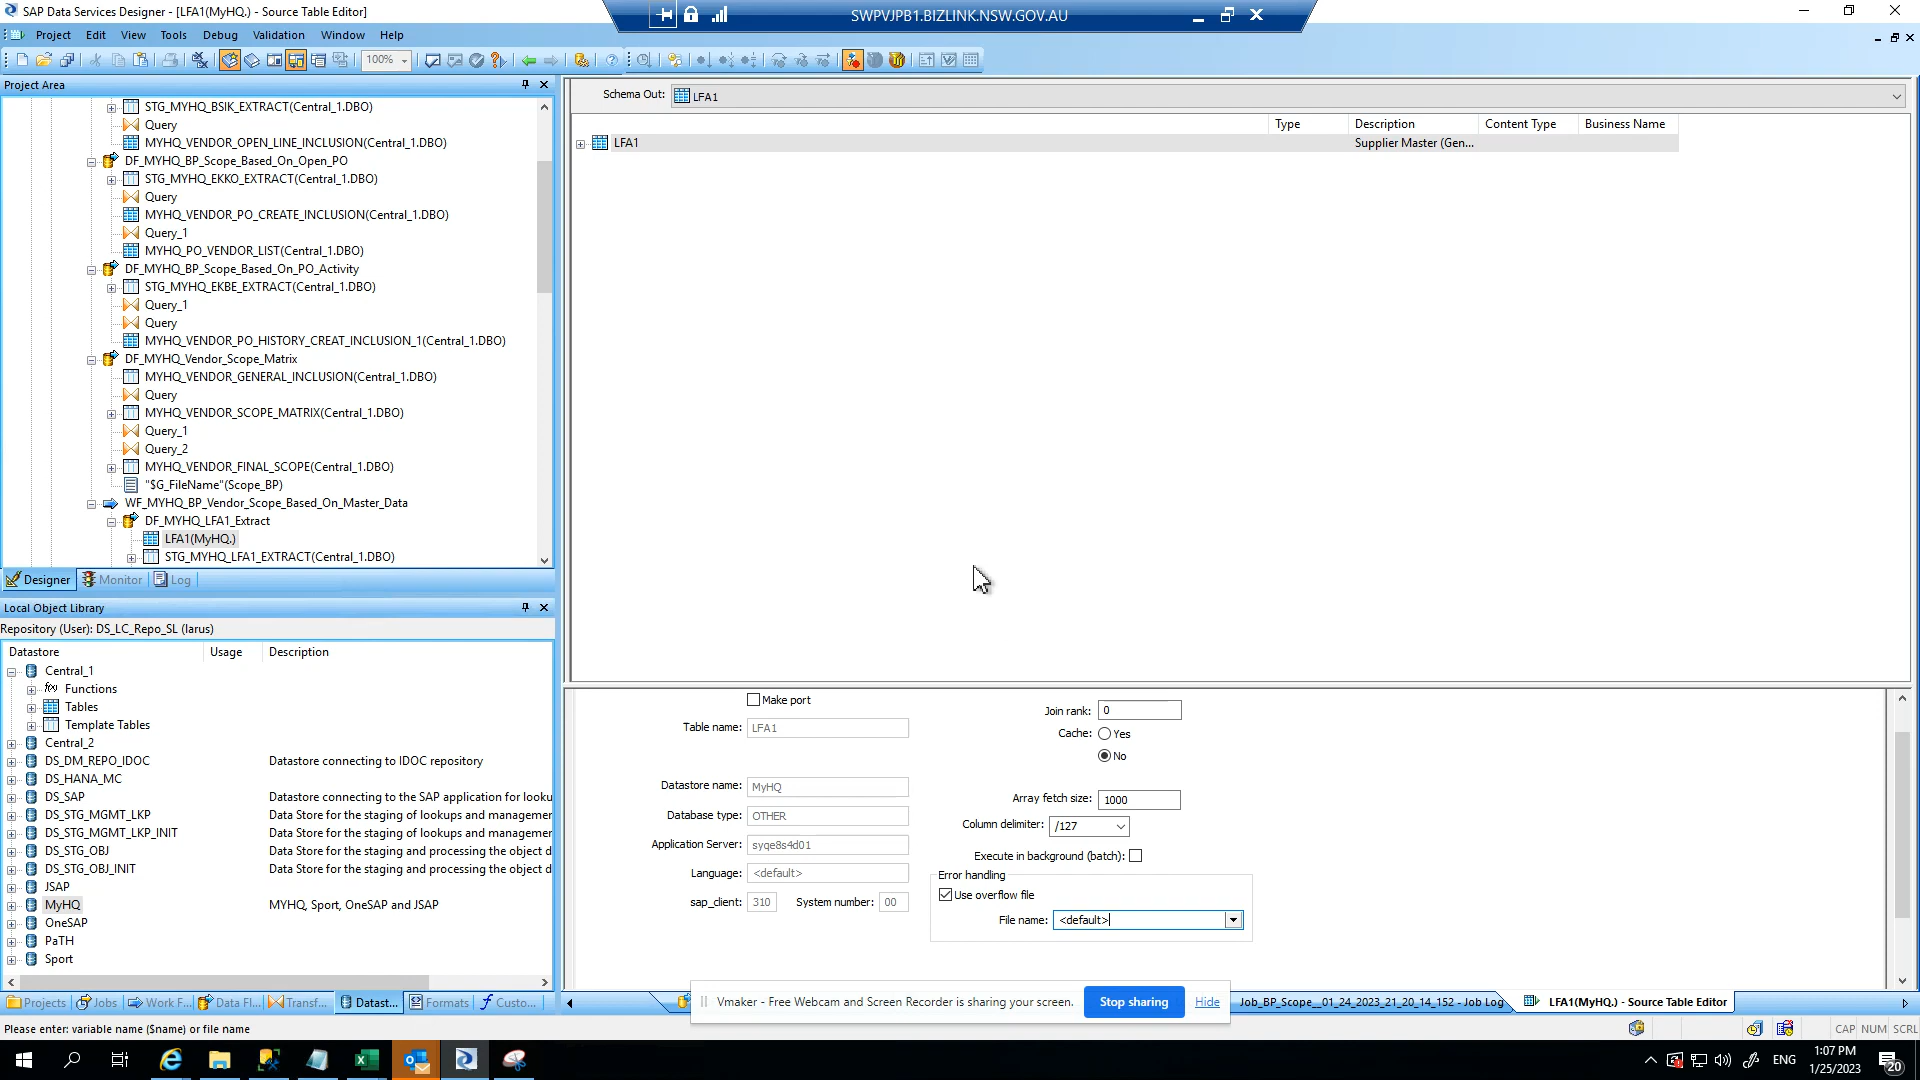 SAP Data Services Designer - [LFA1(MyHQ.) - Source Table Editor]
SWPVJPB1.BIZLINK.NSW.GOV.AU
Project Edit View Tools Debug Validation Window Help
100%
Project Area
STG_MYHQ_BSIK_EXTRACT(Central_1.DBO)
Query
MYHQ_VENDOR_OPEN_LINE_INCLUSION(Central_1.DBO)
DF_MYHQ_BP_Scope_Based_On_Open_PO
STG_MYHQ_EKKO_EXTRACT(Central_1.DBO)
Query
MYHQ_VENDOR_PO_CREATE_INCLUSION(Central_1.DBO)
Query_1
MYHQ_PO_VENDOR_LIST(Central_1.DBO)
DF_MYHQ_BP_Scope_Based_On_PO_Activity
STG_MYHQ_EKBE_EXTRACT(Central_1.DBO)
Query_1
Query
MYHQ_VENDOR_PO_HISTORY_CREAT_INCLUSION_1(Central_1.DBO)
DF_MYHQ_Vendor_Scope_Matrix
MYHQ_VENDOR_GENERAL_INCLUSION(Central_1.DBO)
Query
MYHQ_VENDOR_SCOPE_MATRIX(Central_1.DBO)
Query_1
Query_2
MYHQ_VENDOR_FINAL_SCOPE(Central_1.DBO)
"$G_FileName"(Scope_BP)
WF_MYHQ_BP_Vendor_Scope_Based_On_Master_Data
DF_MYHQ_LFA1_Extract
LFA1(MyHQ.)
STG_MYHQ_LFA1_EXTRACT(Central_1.DBO)
Designer Monitor Log
Local Object Library
Repository (User): DS_LC_Repo_SL (larus)
Datastore Usage Description
Central_1
Functions
Tables
Template Tables
Central_2
DS_DM_REPO_IDOC Datastore connecting to IDOC repository
DS_HANA_MC
DS_SAP Datastore connecting to the SAP application for looku
DS_STG_MGMT_LKP Data Store for the staging of lookups and managemer
DS_STG_MGMT_LKP_INIT Data Store for the staging of lookups and managemer
DS_STG_OBJ Data Store for the staging and processing the object d
DS_STG_OBJ_INIT Data Store for the staging and processing the object d
JSAP
MyHQ MYHQ, Sport, OneSAP and JSAP
OneSAP
PaTH
Sport
Projects Jobs Work F... Data Fl... Transf... Datast... Formats Custo...
Schema Out: LFA1
Type Description Content Type Business Name
LFA1 Supplier Master (Gen...
Make port
Table name: LFA1
Datastore name: MyHQ
Database type: OTHER
Application Server: syqe8s4d01
Language: <default>
sap_client: 310 System number: 00
Join rank: 0
Cache: Yes
No
Array fetch size: 1000
Column delimiter: /127
Execute in background (batch):
Error handling
Use overflow file
File name: <default>
Vmaker - Free Webcam and Screen Recorder is sharing your screen. Stop sharing Hide
Job_BP_Scope__01_24_2023_21_20_14_152 - Job Log
LFA1(MyHQ.) - Source Table Editor
Please enter: variable name ($name) or file name
CAP NUM SCRL
ENG
1:07 PM
1/25/2023
20